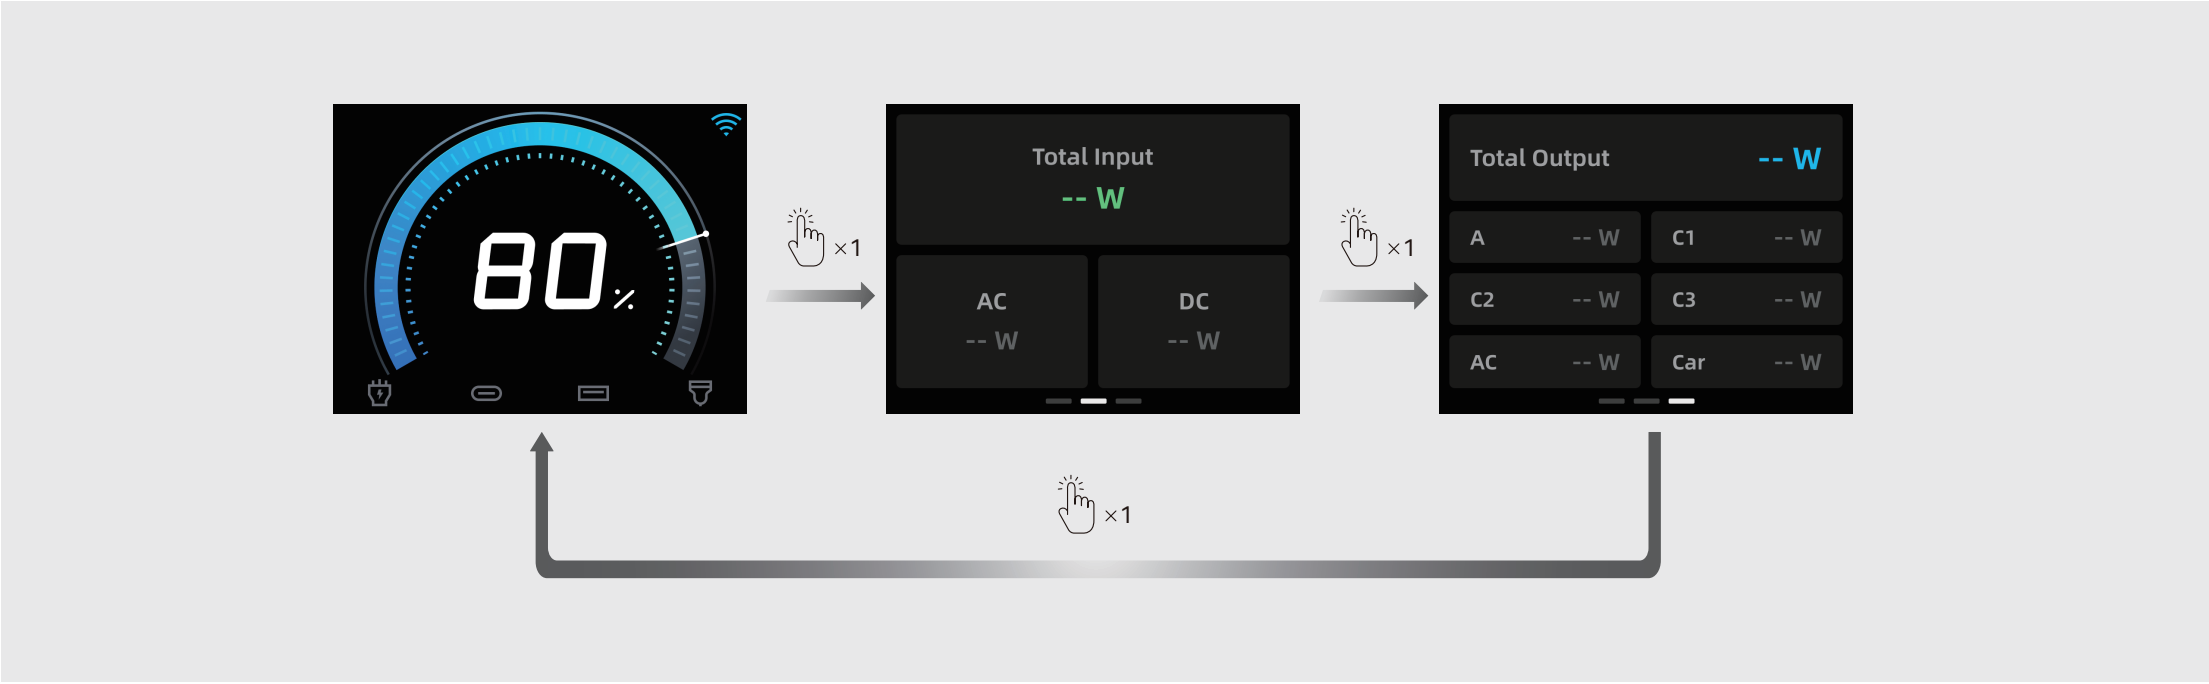 80%
×1
Total Input
-- W
AC
-- W
DC
-- W
×1
Total Output -- W
A -- W
C1 -- W
C2 -- W
C3 -- W
AC -- W
Car -- W
×1